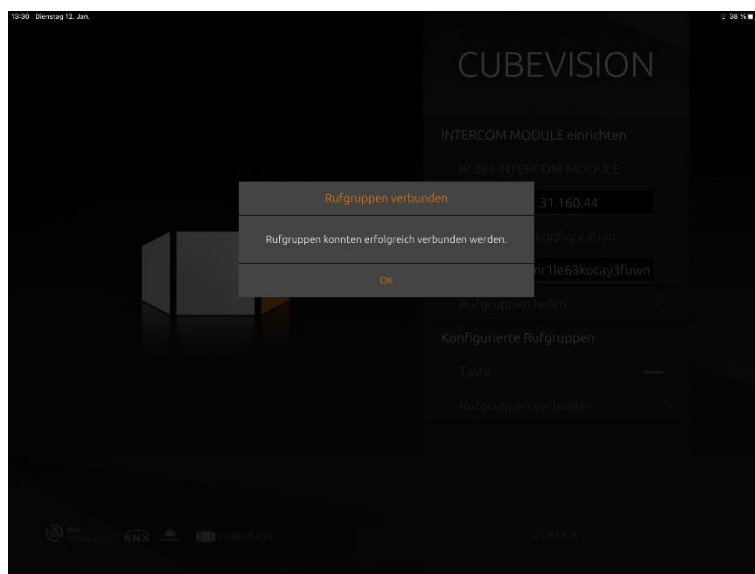 13:30 Dienstag 12. Jan.
38 %
CUBEVISION
INTERCOM MODULE einrichten
IP des INTERCOM MODULE
.31.160.44
Rufgruppen verbunden
Rufgruppen konnten erfolgreich verbunden werden.
OK
konfiguration
nr1le63kocay3fuwn
Rufgruppen laden
Konfigurierte Rufgruppen
Taste
Rufgruppen verbinden
KNX
CUBEVISION
ZURÜCK